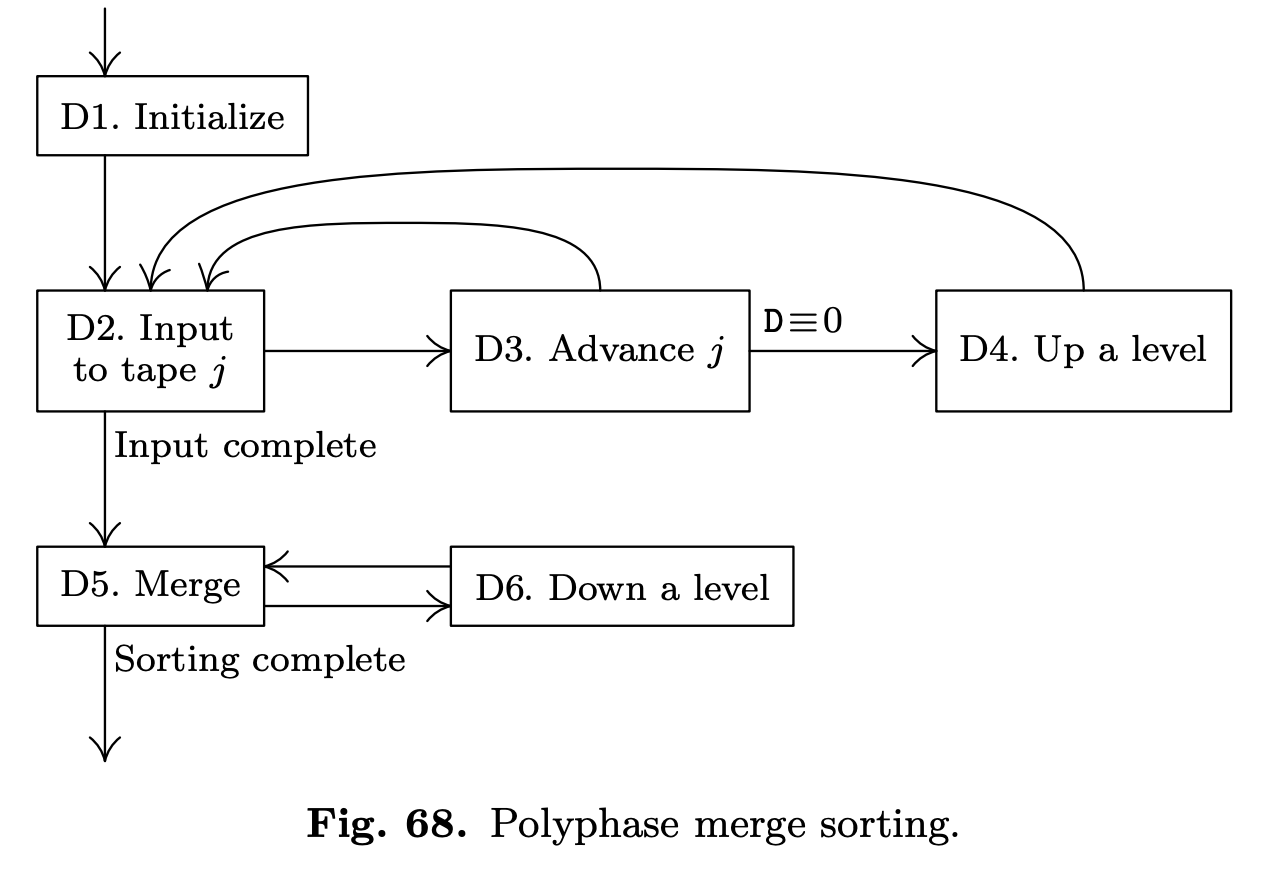 D1. Initialize
D2. Input
to tape j
D3. Advance j
D≡0
D4. Up a level
Input complete
D5. Merge
D6. Down a level
Sorting complete
Fig. 68. Polyphase merge sorting.